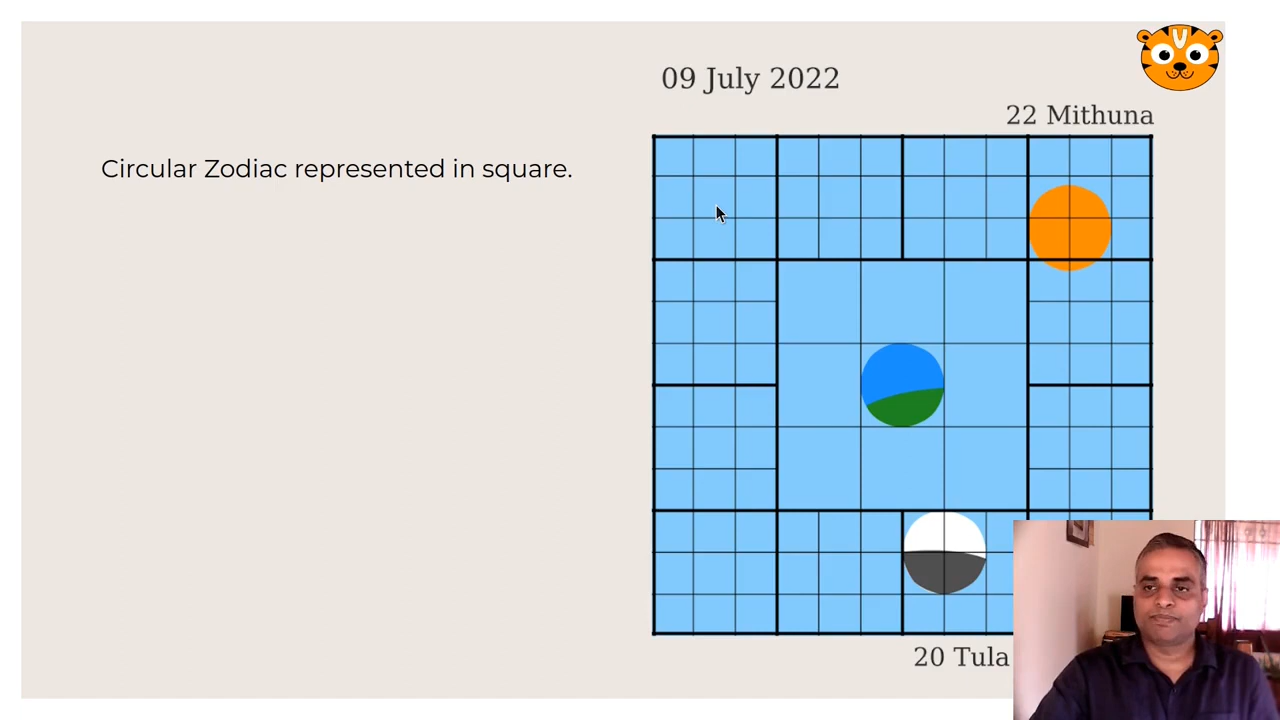 09 July 2022
22 Mithuna
Circular Zodiac represented in square.
20 Tula